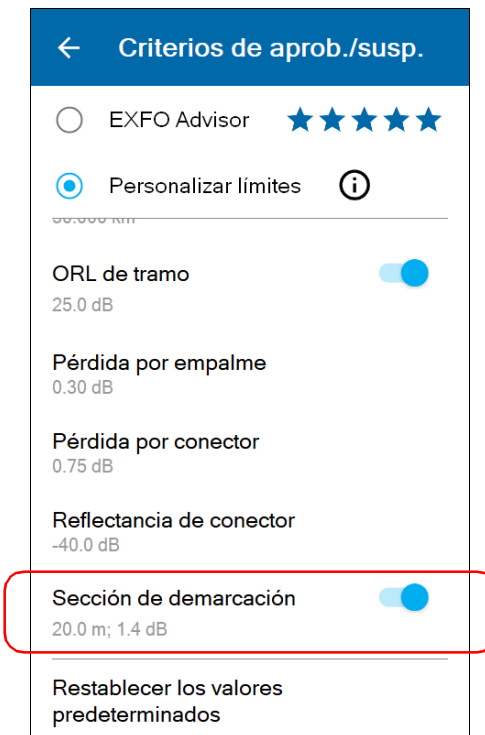 Criterios de aprob./susp.
EXFO Advisor
Personalizar límites
ORL de tramo
25.0 dB
Pérdida por empalme
0.30 dB
Pérdida por conector
0.75 dB
Reflectancia de conector
-40.0 dB
Sección de demarcación
20.0 m; 1.4 dB
Restablecer los valores
predeterminados